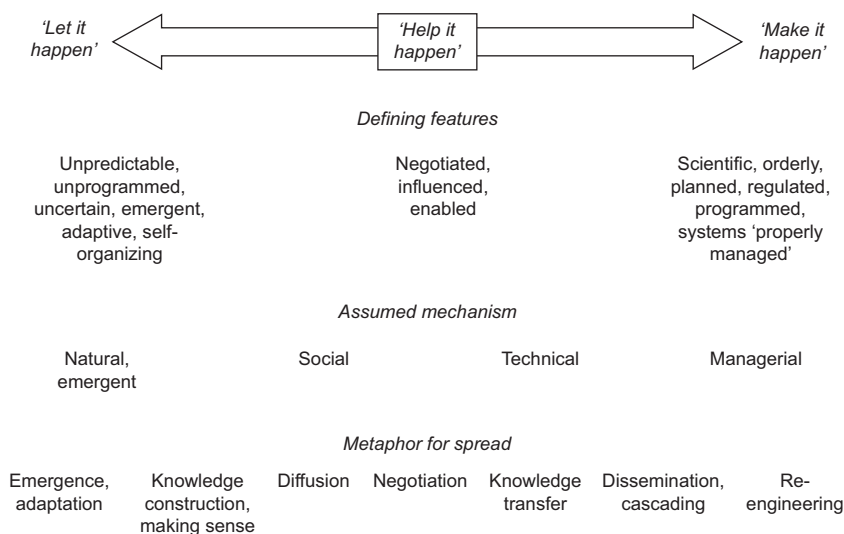 ‘Let it
happen’
‘Help it
happen’
‘Make it
happen’
Defining features
Unpredictable,
unprogrammed,
uncertain, emergent,
adaptive, self-
organizing
Negotiated,
influenced,
enabled
Scientific, orderly,
planned, regulated,
programmed,
systems ‘properly
managed’
Assumed mechanism
Natural,
emergent
Social
Technical
Managerial
Metaphor for spread
Emergence,
adaptation
Knowledge
construction,
making sense
Diffusion
Negotiation
Knowledge
transfer
Dissemination,
cascading
Re-
engineering